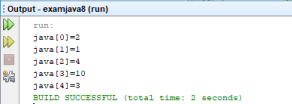 Output - examjava8 (run)
run:
java[0]=2
java[1]=1
java[2]=4
java[3]=10
java[4]=3
BUILD SUCCESSFUL (total time: 2 seconds)